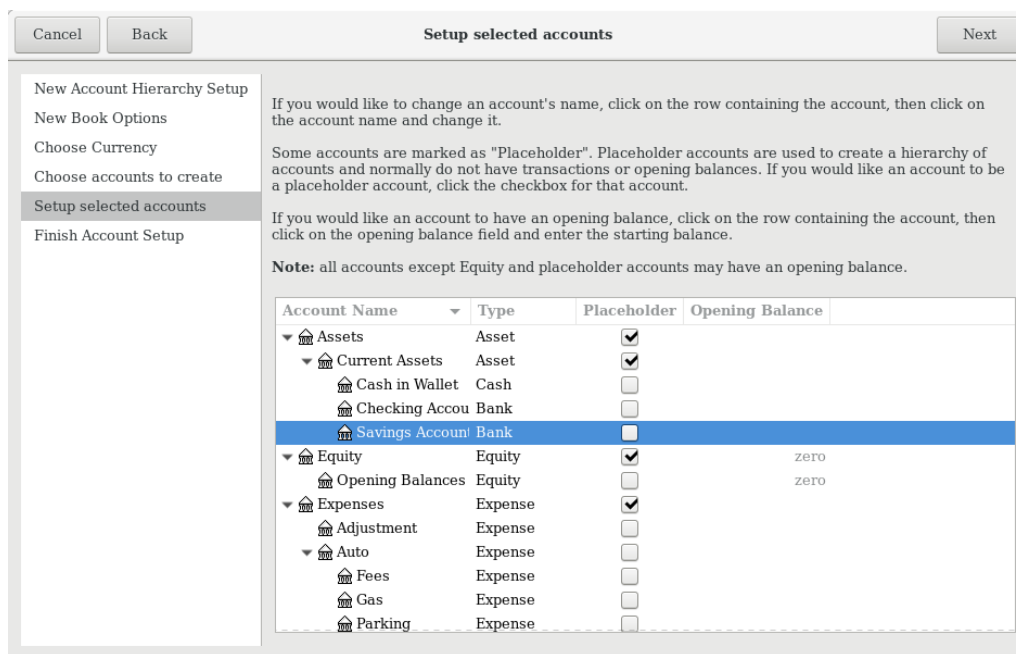 Cancel Back Setup selected accounts Next
New Account Hierarchy Setup
New Book Options
Choose Currency
Choose accounts to create
Setup selected accounts
Finish Account Setup
If you would like to change an account's name, click on the row containing the account, then click on
the account name and change it.
Some accounts are marked as "Placeholder". Placeholder accounts are used to create a hierarchy of
accounts and normally do not have transactions or opening balances. If you would like an account to be
a placeholder account, click the checkbox for that account.
If you would like an account to have an opening balance, click on the row containing the account, then
click on the opening balance field and enter the starting balance.
Note: all accounts except Equity and placeholder accounts may have an opening balance.
Account Name Type Placeholder Opening Balance
Assets Asset
Current Assets Asset
Cash in Wallet Cash
Checking Accou Bank
Savings Account Bank
Equity Equity zero
Opening Balances Equity zero
Expenses Expense
Adjustment Expense
Auto Expense
Fees Expense
Gas Expense
Parking Expense